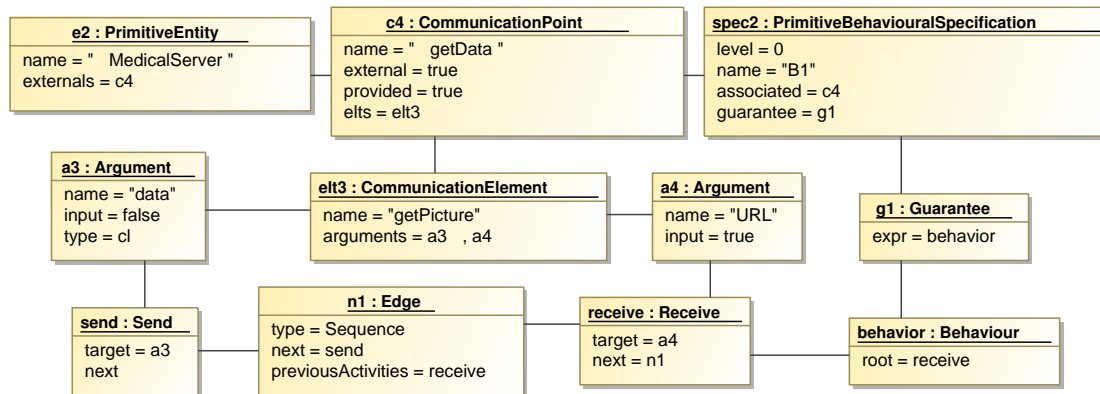 e2 : PrimitiveEntity
name = " MedicalServer "
externals = c4
c4 : CommunicationPoint
name = " getData "
external = true
provided = true
elts = elt3
spec2 : PrimitiveBehaviouralSpecification
level = 0
name = "B1"
associated = c4
guarantee = g1
a3 : Argument
name = "data"
input = false
type = cl
elt3 : CommunicationElement
name = "getPicture"
arguments = a3 , a4
a4 : Argument
name = "URL"
input = true
g1 : Guarantee
expr = behavior
send : Send
target = a3
next
n1 : Edge
type = Sequence
next = send
previousActivities = receive
receive : Receive
target = a4
next = n1
behavior : Behaviour
root = receive